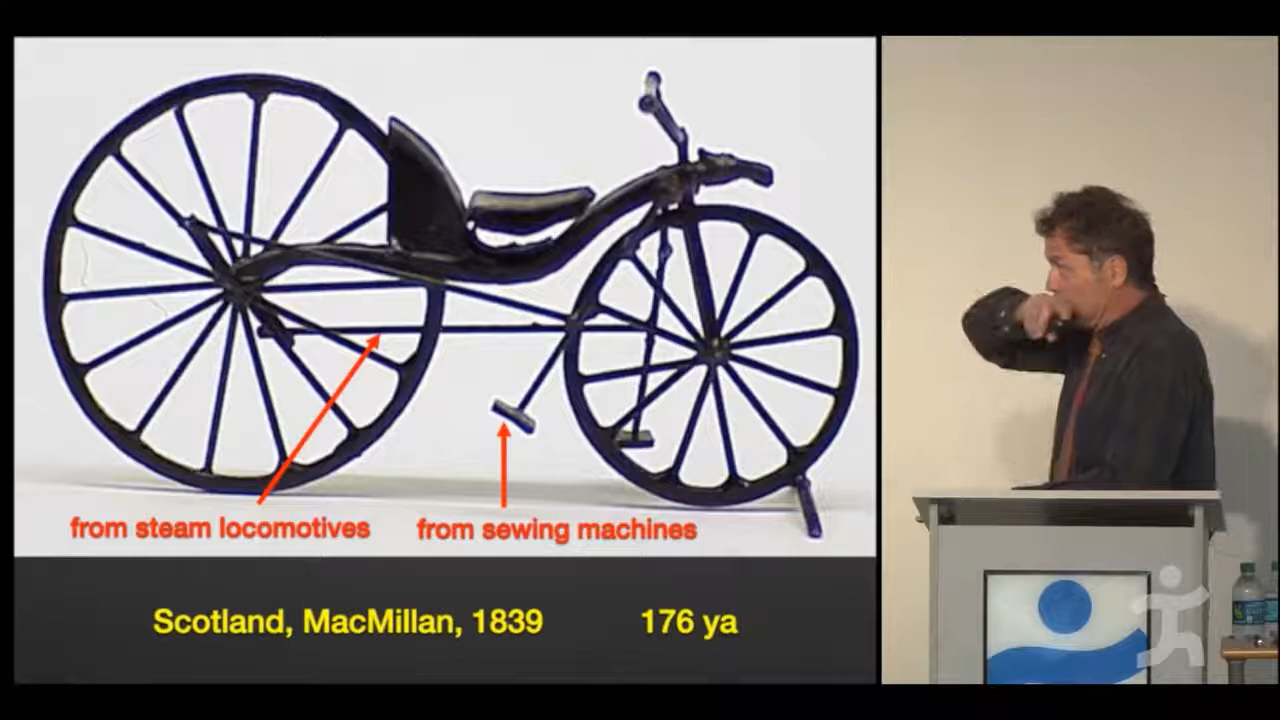 from steam locomotives
from sewing machines
Scotland, MacMillan, 1839
176 ya